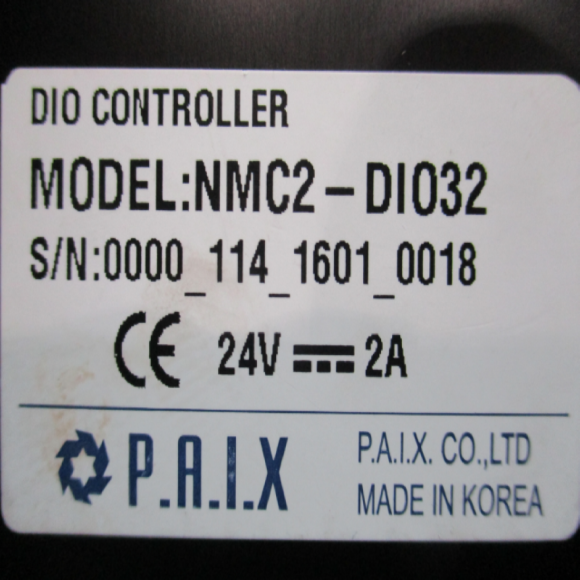 DIO CONTROLLER
MODEL:NMC2-DIO32
S/N:0000_114_1601_0018
CE 24V 2A
P.A.I.X
P.A.I.X. CO.,LTD
MADE IN KOREA